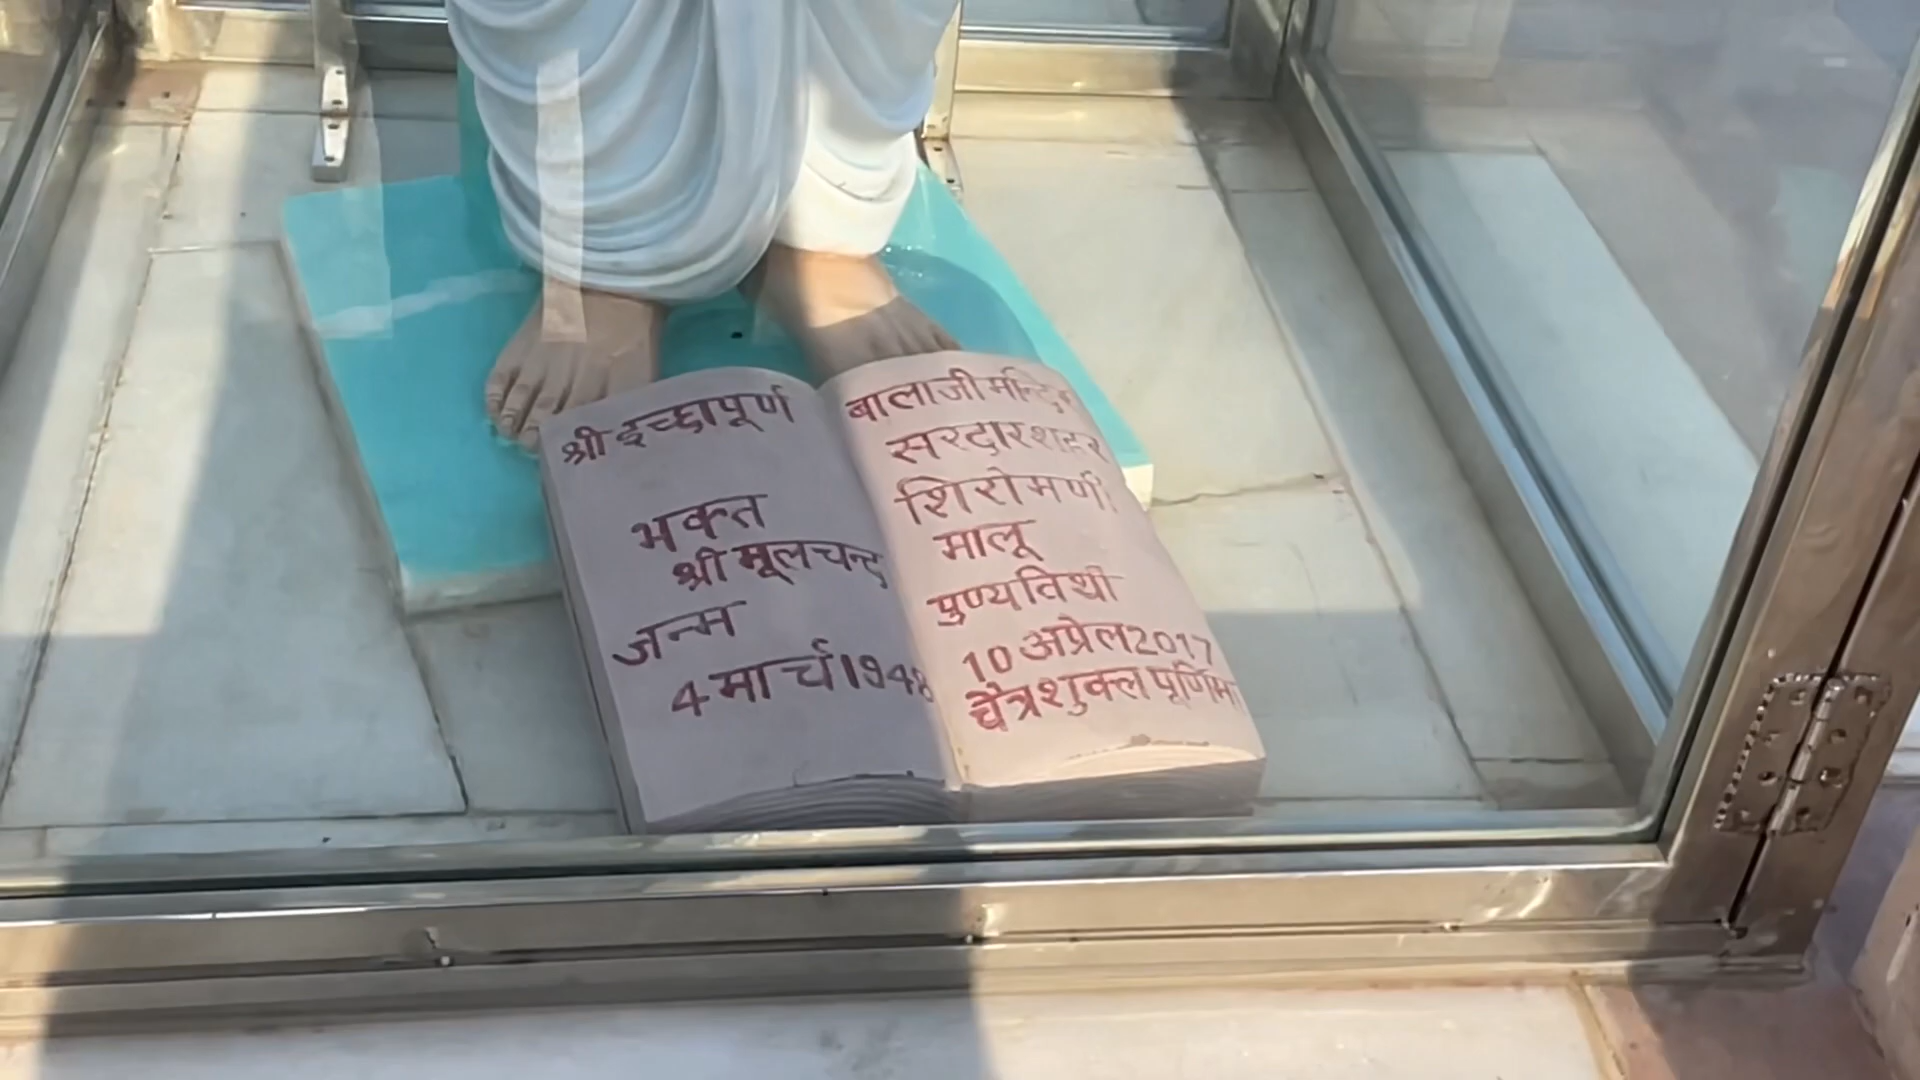 श्री इच्छापूर्ण
भक्त
श्री मूलचन्द
जन्म
4 मार्च 1948
बालाजी मन्दिर
सरदारशहर
शिरोमणी
मालू
पुण्यतिथी
10 अप्रेल 2017
चैत्र शुक्ल पूर्णिमा